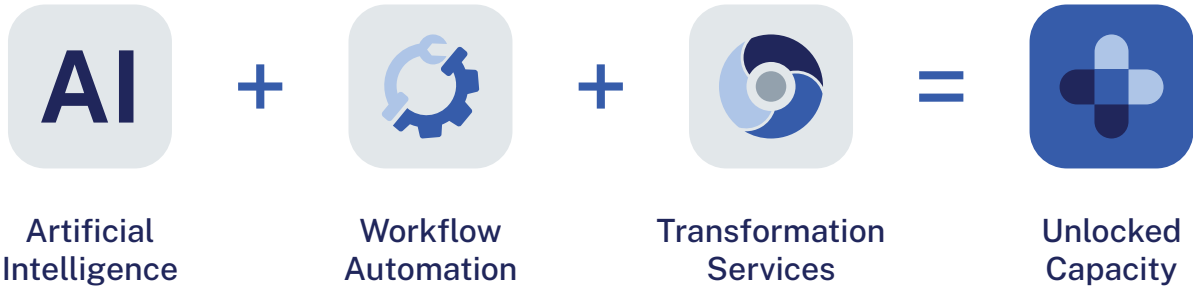 AI + + =
Artificial
Intelligence
Workflow
Automation
Transformation
Services
Unlocked
Capacity